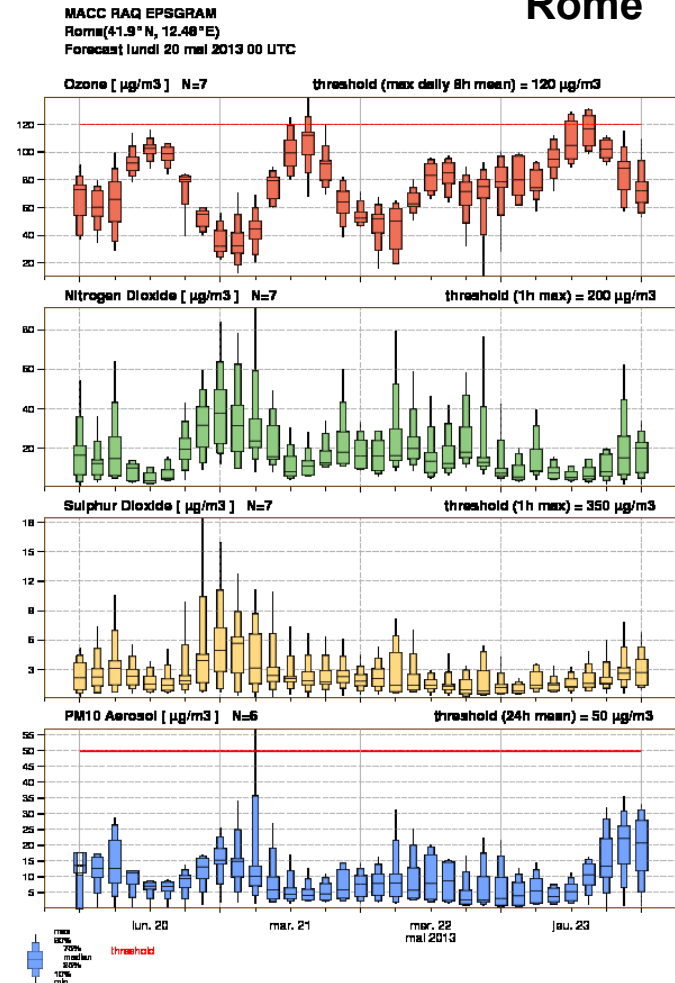 Rome
MACC RAQ EPSGRAM
Rome(41.9°N, 12.48°E)
Forecast lundi 20 mai 2013 00 UTC
Ozone [ µg/m3 ] N=7 threshold (max daily 8h mean) = 120 µg/m3
120
100
80
60
40
20
Nitrogen Dioxide [ µg/m3 ] N=7 threshold (1h max) = 200 µg/m3
80
60
40
20
Sulphur Dioxide [ µg/m3 ] N=7 threshold (1h max) = 350 µg/m3
18
15
12
9
6
3
PM10 Aerosol [ µg/m3 ] N=6 threshold (24h mean) = 50 µg/m3
55
50
45
40
35
30
25
20
15
10
5
lun. 20 mar. 21 mer. 22 jeu. 23
mai 2013
max
90%
75%
median
25%
10%
min
threshold